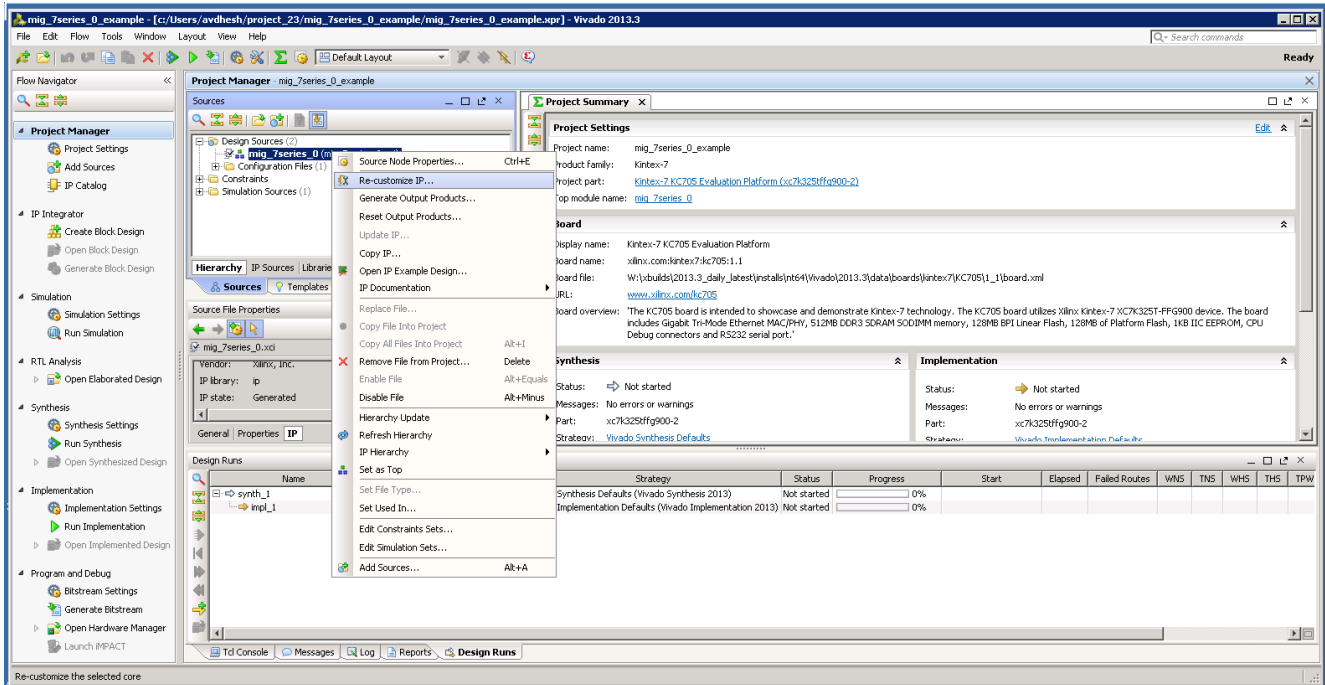 mig_7series_0_example - [c:/Users/avdhesh/project_23/mig_7series_0_example/mig_7series_0_example.xpr] - Vivado 2013.3
File Edit Flow Tools Window Layout View Help
Search commands
Default Layout
Ready
Flow Navigator
Project Manager
Project Settings
Add Sources
IP Catalog
IP Integrator
Create Block Design
Open Block Design
Generate Block Design
Simulation
Simulation Settings
Run Simulation
RTL Analysis
Open Elaborated Design
Synthesis
Synthesis Settings
Run Synthesis
Open Synthesized Design
Implementation
Implementation Settings
Run Implementation
Open Implemented Design
Program and Debug
Bitstream Settings
Generate Bitstream
Open Hardware Manager
Launch iMPACT
Project Manager - mig_7series_0_example
Sources
Design Sources (2)
mig_7series_0
Configuration Files (1)
Constraints
Simulation Sources (1)
Hierarchy IP Sources Libraries
Sources Templates
Source File Properties
mig_7series_0.xci
Vendor: Xilinx, Inc.
IP library: ip
IP state: Generated
General Properties IP
Source Node Properties... Ctrl+E
Re-customize IP...
Generate Output Products...
Reset Output Products...
Update IP...
Copy IP...
Open IP Example Design...
IP Documentation
Replace File...
Copy File Into Project
Copy All Files Into Project Alt+I
Remove File from Project... Delete
Enable File Alt+Equals
Disable File Alt+Minus
Hierarchy Update
Refresh Hierarchy
IP Hierarchy
Set as Top
Set File Type...
Set Used In...
Edit Constraints Sets...
Edit Simulation Sets...
Add Sources... Alt+A
Project Summary
Project Settings Edit
Project name: mig_7series_0_example
Product family: Kintex-7
Project part: Kintex-7 KC705 Evaluation Platform (xc7k325tffg900-2)
Top module name: mig_7series_0
Board
Display name: Kintex-7 KC705 Evaluation Platform
Board name: xilinx.com:kintex7:kc705:1.1
Board file: W:\xbuilds\2013.3_daily_latest\installs\nt64\Vivado\2013.3\data\boards\kintex7\KC705\1_1\board.xml
URL: www.xilinx.com/kc705
Board overview: 'The KC705 board is intended to showcase and demonstrate Kintex-7 technology. The KC705 board utilizes Xilinx Kintex-7 XC7K325T-FFG900 device. The board
includes Gigabit Tri-Mode Ethernet MAC/PHY, 512MB DDR3 SDRAM SODIMM memory, 128MB BPI Linear Flash, 128MB of Platform Flash, 1KB IIC EEPROM, CPU
Debug connectors and RS232 serial port.'
Synthesis
Status: Not started
Messages: No errors or warnings
Part: xc7k325tffg900-2
Strategy: Vivado Synthesis Defaults
Implementation
Status: Not started
Messages: No errors or warnings
Part: xc7k325tffg900-2
Strategy: Vivado Implementation Defaults
Design Runs
Name Strategy Status Progress Start Elapsed Failed Routes WNS TNS WHS THS TPW
synth_1 Synthesis Defaults (Vivado Synthesis 2013) Not started 0%
impl_1 Implementation Defaults (Vivado Implementation 2013) Not started 0%
Tcl Console Messages Log Reports Design Runs
Re-customize the selected core